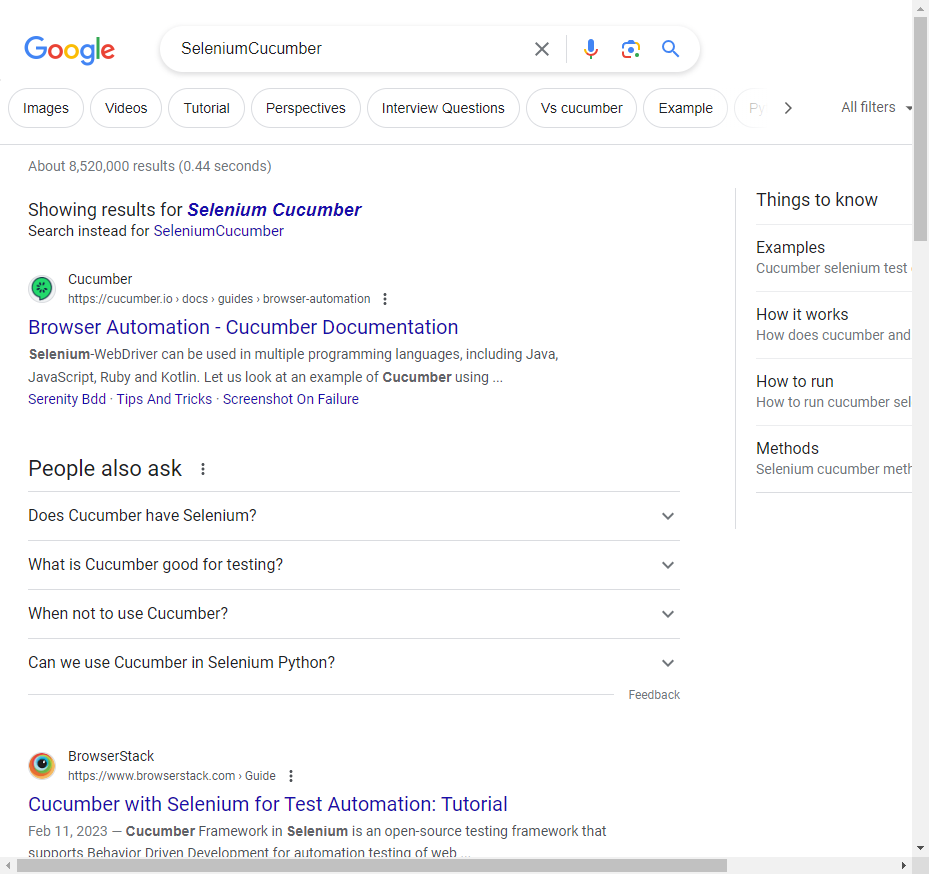 Google
SeleniumCucumber
Images
Videos
Tutorial
Perspectives
Interview Questions
Vs cucumber
Example
Py
All filters
About 8,520,000 results (0.44 seconds)
Showing results for Selenium Cucumber
Search instead for SeleniumCucumber
Cucumber
https://cucumber.io › docs › guides › browser-automation
Browser Automation - Cucumber Documentation
Selenium-WebDriver can be used in multiple programming languages, including Java,
JavaScript, Ruby and Kotlin. Let us look at an example of Cucumber using ...
Serenity Bdd · Tips And Tricks · Screenshot On Failure
People also ask
Does Cucumber have Selenium?
What is Cucumber good for testing?
When not to use Cucumber?
Can we use Cucumber in Selenium Python?
Feedback
BrowserStack
https://www.browserstack.com › Guide
Cucumber with Selenium for Test Automation: Tutorial
Feb 11, 2023 — Cucumber Framework in Selenium is an open-source testing framework that
supports Behavior Driven Development for automation testing of web ...
Things to know
Examples
Cucumber selenium test
How it works
How does cucumber and
How to run
How to run cucumber sel
Methods
Selenium cucumber meth